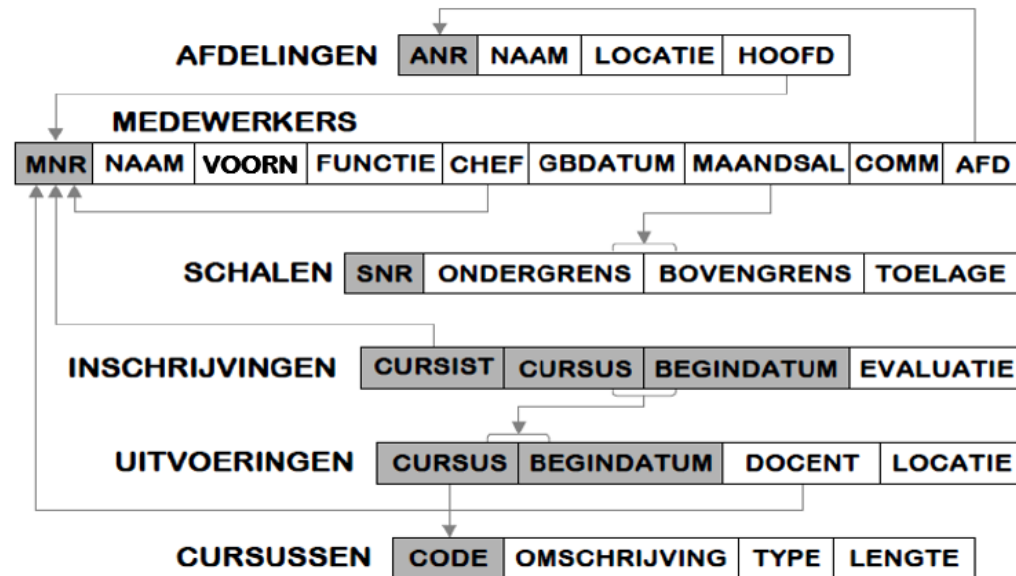 AFDELINGEN ANR NAAM LOCATIE HOOFD
MEDEWERKERS
MNR NAAM VOORN FUNCTIE CHEF GBDATUM MAANDSAL COMM AFD
SCHALEN SNR ONDERGRENS BOVENGRENS TOELAGE
INSCHRIJVINGEN CURSIST CURSUS BEGINDATUM EVALUATIE
UITVOERINGEN CURSUS BEGINDATUM DOCENT LOCATIE
CURSUSSEN CODE OMSCHRIJVING TYPE LENGTE